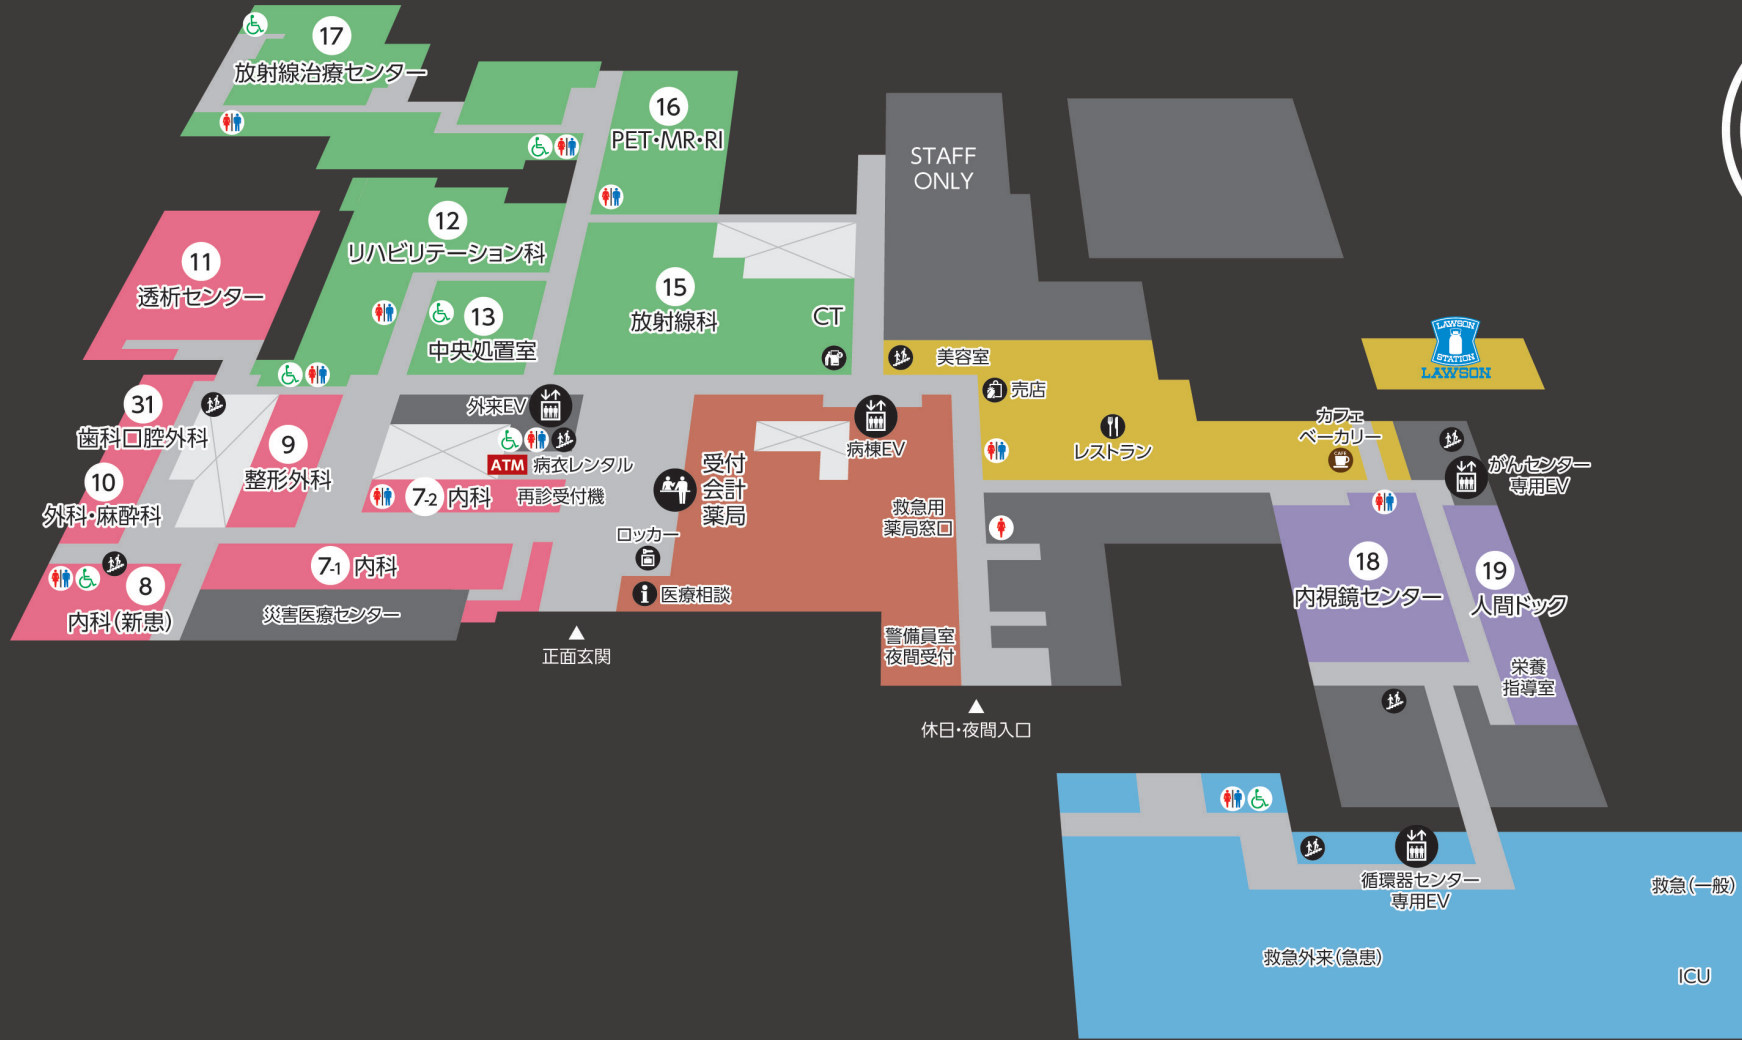 17
放射線治療センター
16
PET・MR・RI
STAFF
ONLY
12
リハビリテーション科
11
透析センター
15
放射線科
CT
13
中央処置室
美容室
売店
LAWSON
STATION
LAWSON
31
歯科口腔外科
外来EV
カフェ
ベーカリー
CAFE
9
整形外科
病棟EV
レストラン
ATM
病衣レンタル
受付
会計
薬局
がんセンター
専用EV
10
外科・麻酔科
7-2 内科
再診受付機
救急用
薬局窓口
ロッカー
7-1 内科
18
内視鏡センター
19
人間ドック
8
内科(新患)
災害医療センター
i
医療相談
正面玄関
警備員室
夜間受付
栄養
指導室
休日・夜間入口
循環器センター
専用EV
救急(一般)
救急外来(急患)
ICU